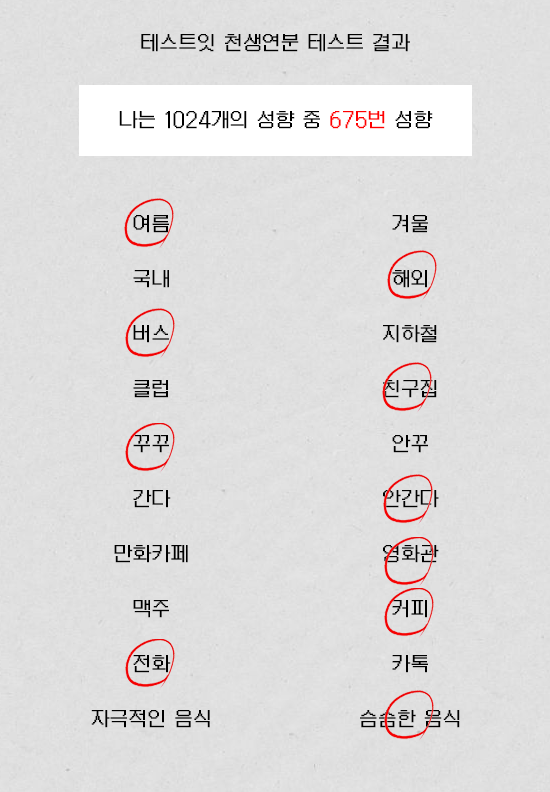 테스트잇 천생연분 테스트 결과
나는 1024개의 성향 중 675번 성향
여름 겨울
국내 해외
버스 지하철
클럽 친구집
꾸꾸 안꾸
간다 안간다
만화카페 영화관
맥주 커피
전화 카톡
자극적인 음식 슴슴한 음식